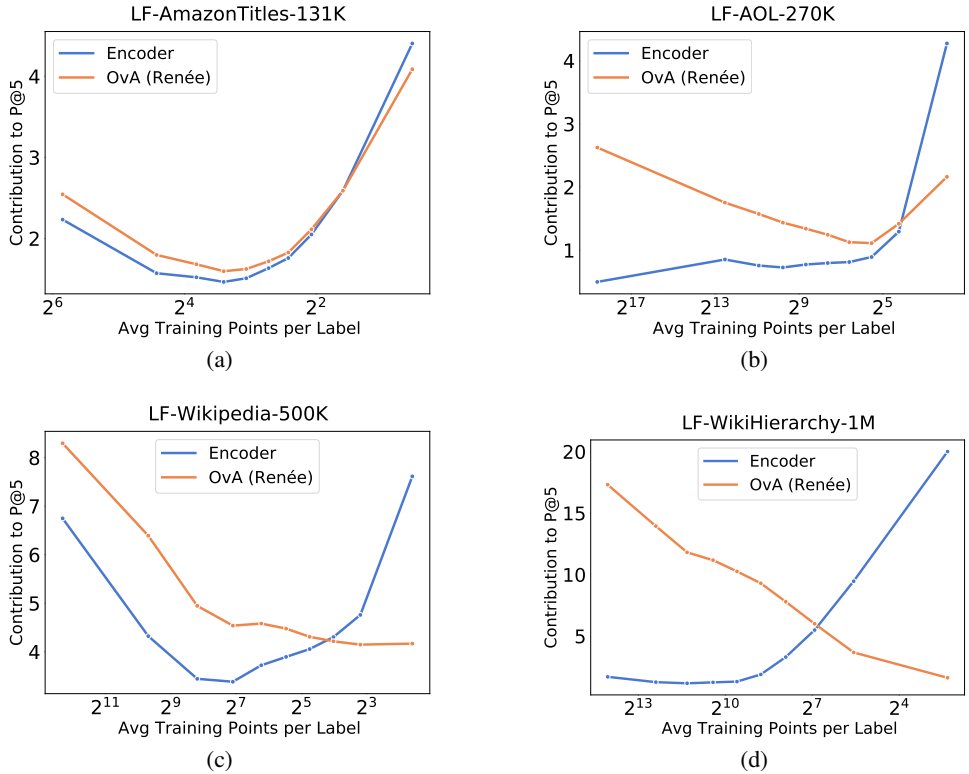 LF-AmazonTitles-131K
Encoder
OvA (Renée)
4
3
2
Contribution to P@5
2^6
2^4
2^2
Avg Training Points per Label
(a)
LF-AOL-270K
Encoder
OvA (Renée)
4
3
2
1
Contribution to P@5
2^17
2^13
2^9
2^5
Avg Training Points per Label
(b)
LF-Wikipedia-500K
Encoder
OvA (Renée)
8
7
6
5
4
Contribution to P@5
2^11
2^9
2^7
2^5
2^3
Avg Training Points per Label
(c)
LF-WikiHierarchy-1M
Encoder
OvA (Renée)
20
15
10
5
Contribution to P@5
2^13
2^10
2^7
2^4
Avg Training Points per Label
(d)